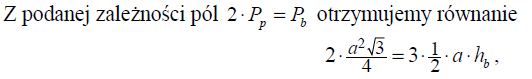 Z podanej zależności pól 2·P_p = P_b otrzymujemy równanie
2·a²√3/4 = 3·1/2·a·h_b,